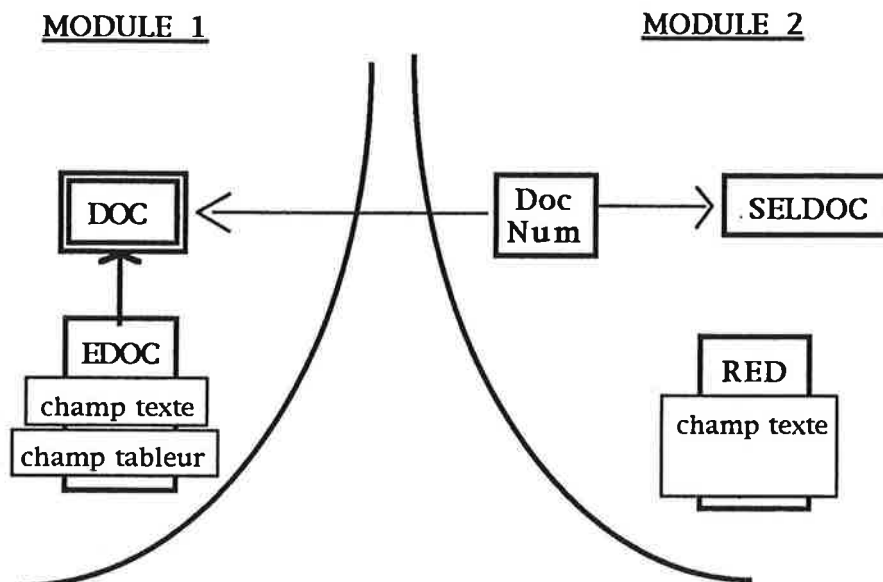 MODULE 1
MODULE 2
DOC
Doc
Num
.SELDOC
EDOC
champ texte
champ tableur
RED
champ texte